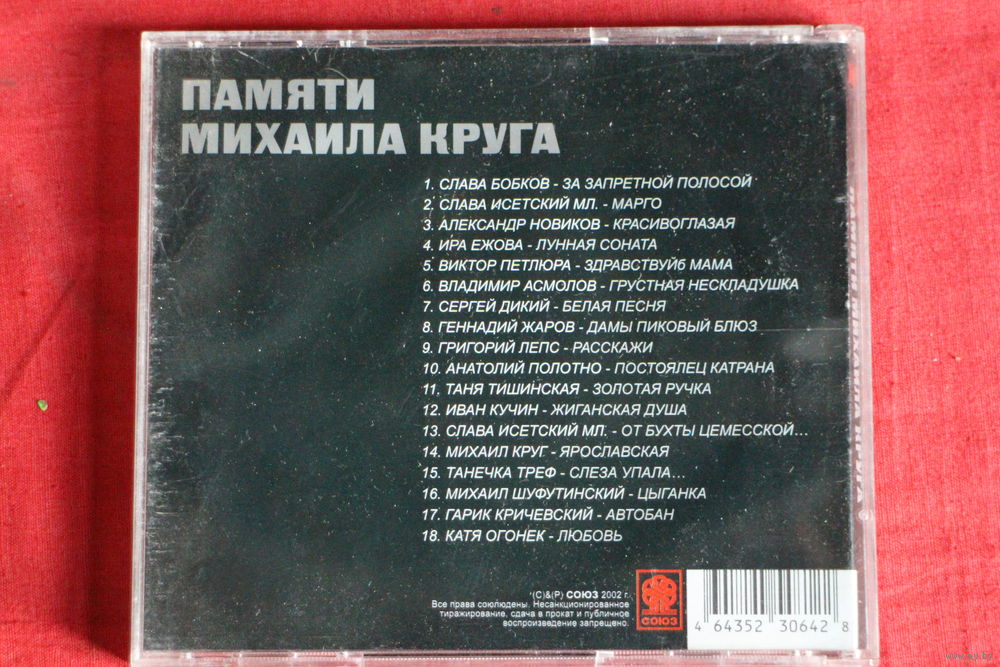 ПАМЯТИ
МИХАИЛА КРУГА
1. СЛАВА БОБКОВ - ЗА ЗАПРЕТНОЙ ПОЛОСОЙ
2. СЛАВА ИСЕТСКИЙ МЛ. - МАРГО
3. АЛЕКСАНДР НОВИКОВ - КРАСИВОГЛАЗАЯ
4. ИРА ЕЖОВА - ЛУННАЯ СОНАТА
5. ВИКТОР ПЕТЛЮРА - ЗДРАВСТВУЙб МАМА
6. ВЛАДИМИР АСМОЛОВ - ГРУСТНАЯ НЕСКЛАДУШКА
7. СЕРГЕЙ ДИКИЙ - БЕЛАЯ ПЕСНЯ
8. ГЕННАДИЙ ЖАРОВ - ДАМЫ ПИКОВЫЙ БЛЮЗ
9. ГРИГОРИЙ ЛЕПС - РАССКАЖИ
10. АНАТОЛИЙ ПОЛОТНО - ПОСТОЯЛЕЦ КАТРАНА
11. ТАНЯ ТИШИНСКАЯ - ЗОЛОТАЯ РУЧКА
12. ИВАН КУЧИН - ЖИГАНСКАЯ ДУША
13. СЛАВА ИСЕТСКИЙ МЛ. - ОТ БУХТЫ ЦЕМЕССКОЙ...
14. МИХАИЛ КРУГ - ЯРОСЛАВСКАЯ
15. ТАНЕЧКА ТРЕФ - СЛЕЗА УПАЛА...
16. МИХАИЛ ШУФУТИНСКИЙ - ЦЫГАНКА
17. ГАРИК КРИЧЕВСКИЙ - АВТОБАН
18. КАТЯ ОГОНЕК - ЛЮБОВЬ
(C)&(P) СОЮЗ 2002 г.
Все права союлюдены. Несанкционированное
тиражирование, сдача в прокат и публичное
воспроизведение запрещено.
СОЮЗ
4 64352 30642 8